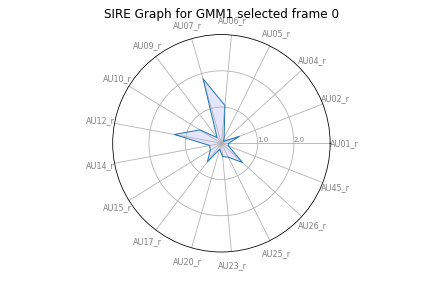 SIRE Graph for GMM1 selected frame 0
AU06_r
AU07_r
AU05_r
AU09_r
AU04_r
AU10_r
AU02_r
AU12_r
1.0
2.0
AU01_r
AU14_r
AU45_r
AU15_r
AU26_r
AU17_r
AU25_r
AU20_r
AU23_r